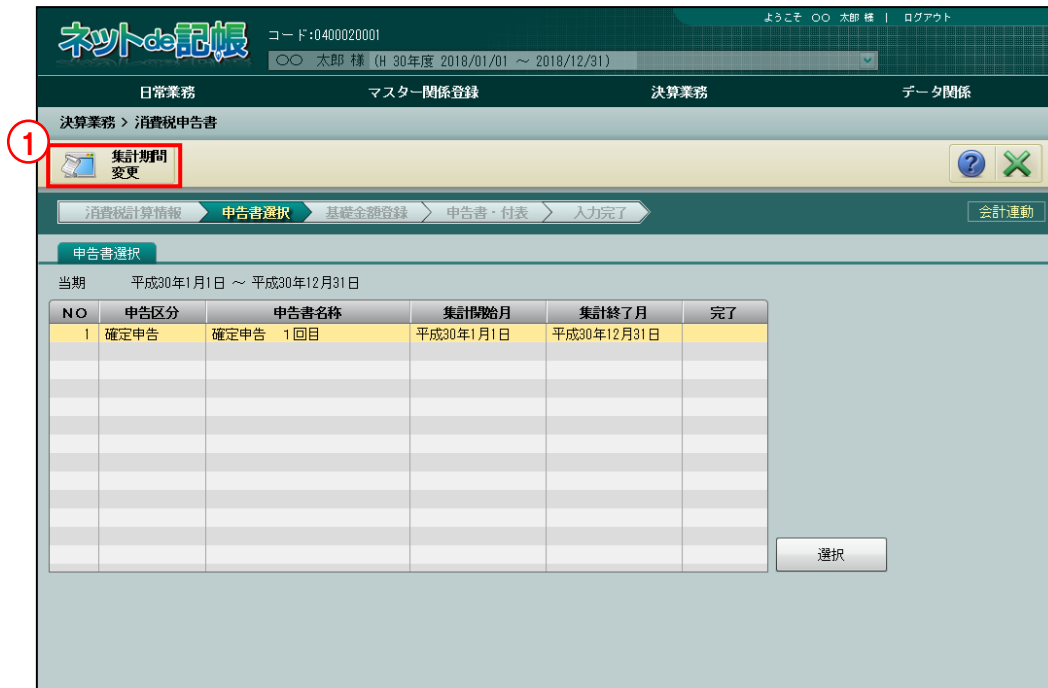 ようこそ 〇〇 太郎 様 | ログアウト
ネットde記帳
コード:0400020001
〇〇 太郎 様 (H 30年度 2018/01/01 ～ 2018/12/31)
日常業務 マスター関係登録 決算業務 データ関係
決算業務 > 消費税申告書
1
集計期間
変更
?
消費税計算情報 申告書選択 基礎金額登録 申告書・付表 入力完了 会計連動
申告書選択
当期 平成30年1月1日 ～ 平成30年12月31日
NO 申告区分 申告書名称 集計開始月 集計終了月 完了
1 確定申告 確定申告 1回目 平成30年1月1日 平成30年12月31日
選択